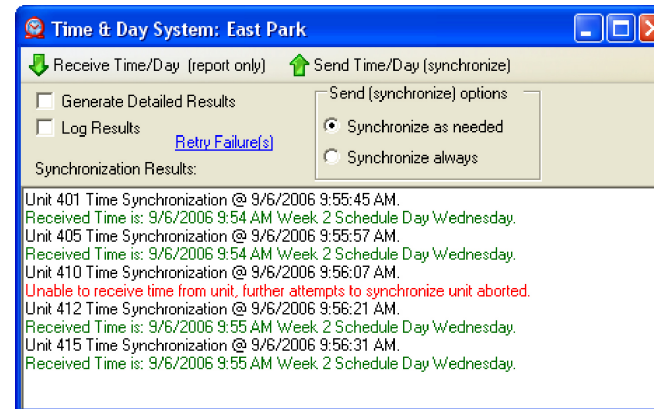 Time & Day System: East Park
Receive Time/Day (report only) Send Time/Day (synchronize)
Generate Detailed Results
Log Results
Retry Failure(s)
Synchronization Results:
Send (synchronize) options
Synchronize as needed
Synchronize always
Unit 401 Time Synchronization @ 9/6/2006 9:55:45 AM.
Received Time is: 9/6/2006 9:54 AM Week 2 Schedule Day Wednesday.
Unit 405 Time Synchronization @ 9/6/2006 9:55:57 AM.
Received Time is: 9/6/2006 9:54 AM Week 2 Schedule Day Wednesday.
Unit 410 Time Synchronization @ 9/6/2006 9:56:07 AM.
Unable to receive time from unit, further attempts to synchronize unit aborted.
Unit 412 Time Synchronization @ 9/6/2006 9:56:21 AM.
Received Time is: 9/6/2006 9:55 AM Week 2 Schedule Day Wednesday.
Unit 415 Time Synchronization @ 9/6/2006 9:56:31 AM.
Received Time is: 9/6/2006 9:55 AM Week 2 Schedule Day Wednesday.